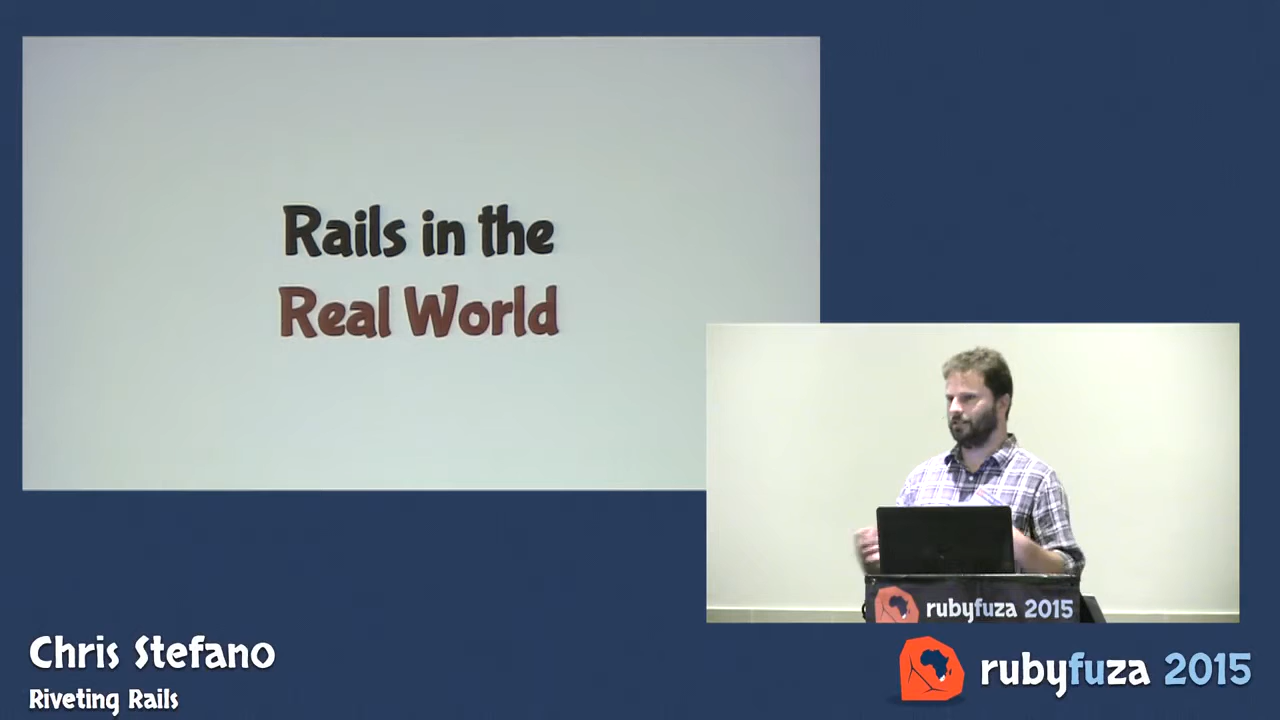 Rails in the
Real World
rubyfuza 2015
Chris Stefano
Riveting Rails
rubyfuza 2015